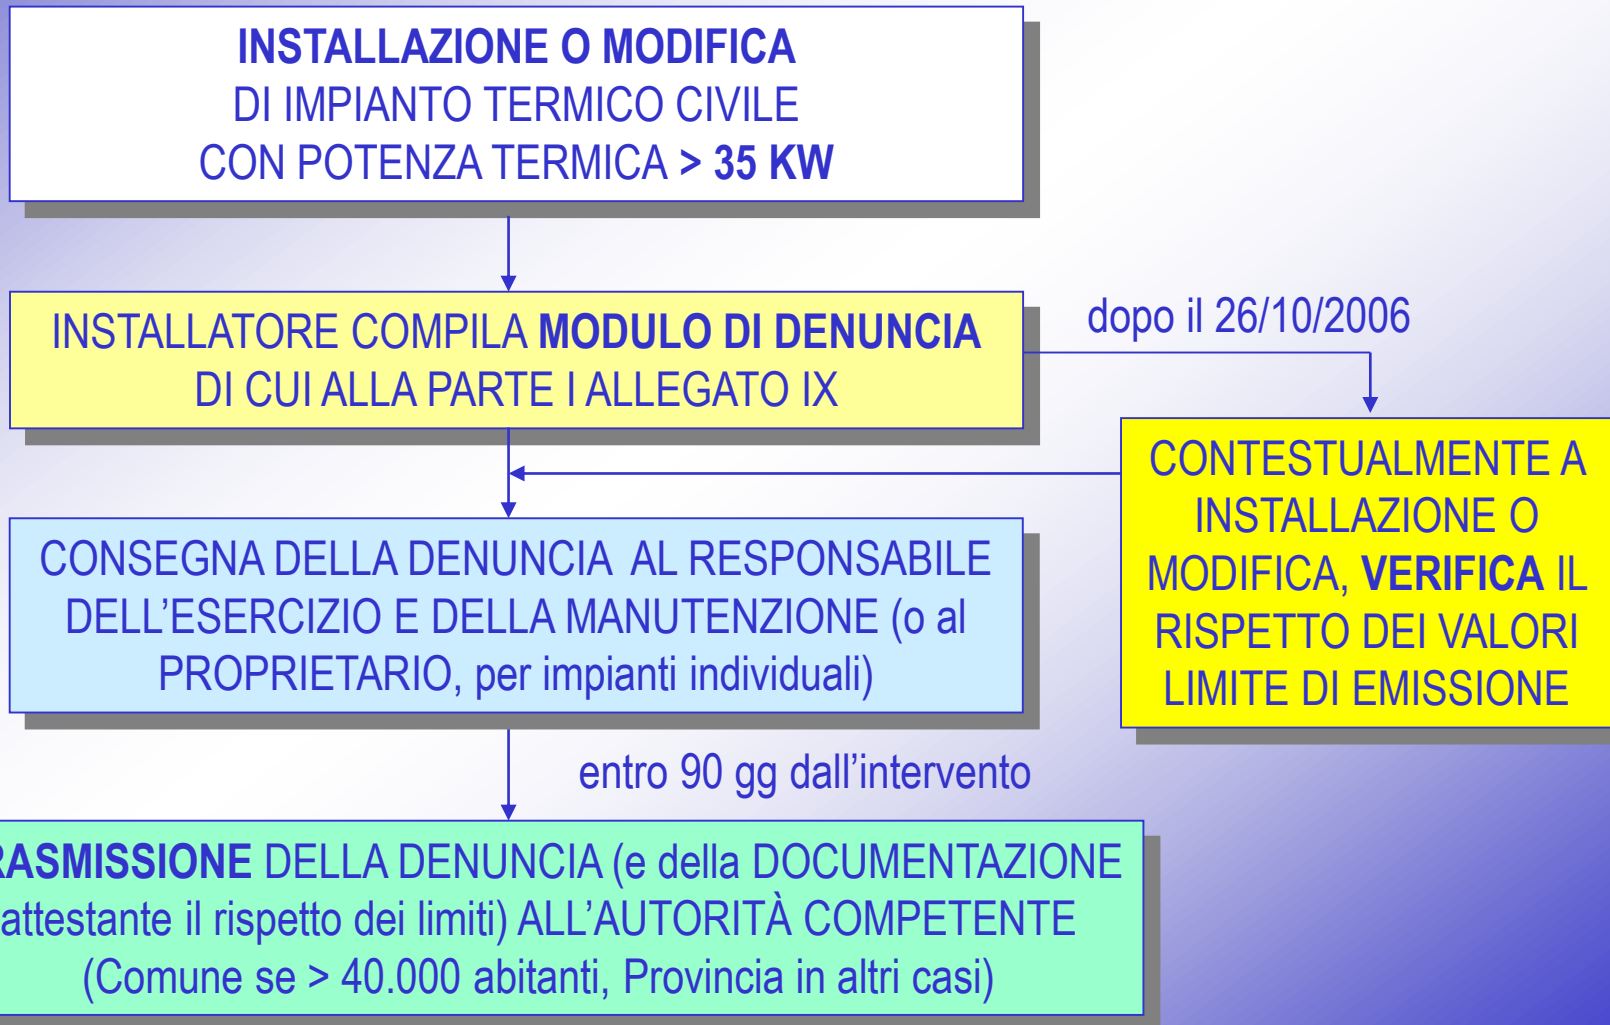 INSTALLAZIONE O MODIFICA
DI IMPIANTO TERMICO CIVILE
CON POTENZA TERMICA > 35 KW
INSTALLATORE COMPILA MODULO DI DENUNCIA
DI CUI ALLA PARTE I ALLEGATO IX
dopo il 26/10/2006
CONTESTUALMENTE A
INSTALLAZIONE O
MODIFICA, VERIFICA IL
RISPETTO DEI VALORI
LIMITE DI EMISSIONE
CONSEGNA DELLA DENUNCIA AL RESPONSABILE
DELL’ESERCIZIO E DELLA MANUTENZIONE (o al
PROPRIETARIO, per impianti individuali)
entro 90 gg dall’intervento
RASMISSIONE DELLA DENUNCIA (e della DOCUMENTAZIONE
attestante il rispetto dei limiti) ALL’AUTORITÀ COMPETENTE
(Comune se > 40.000 abitanti, Provincia in altri casi)